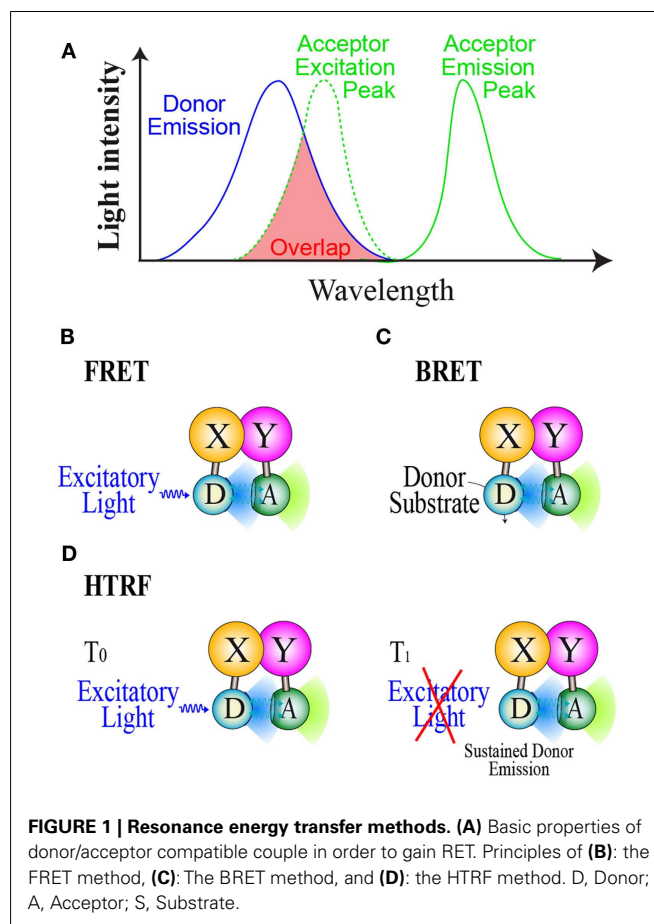 A
Light intensity
Donor
Emission
Acceptor
Excitation
Peak
Acceptor
Emission
Peak
Overlap
Wavelength
B
FRET
X Y
Excitatory
Light
D A
C
BRET
X Y
Donor
Substrate
D A
D
HTRF
T0
X Y
Excitatory
Light
D A
T1
X Y
Excitatory
Light
D A
Sustained Donor
Emission
FIGURE 1 | Resonance energy transfer methods. (A) Basic properties of
donor/acceptor compatible couple in order to gain RET. Principles of (B): the
FRET method, (C): The BRET method, and (D): the HTRF method. D, Donor;
A, Acceptor; S, Substrate.